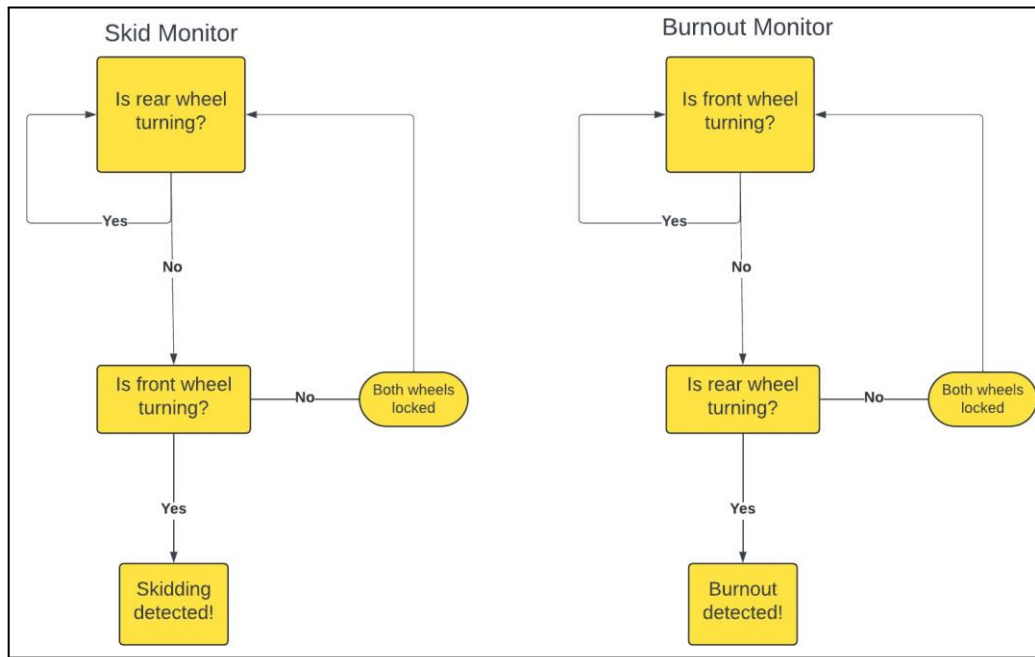 Skid Monitor
Is rear wheel
turning?
Yes
No
Is front wheel
turning?
No
Both wheels
locked
Yes
Skidding
detected!
Burnout Monitor
Is front wheel
turning?
Yes
No
Is rear wheel
turning?
No
Both wheels
locked
Yes
Burnout
detected!